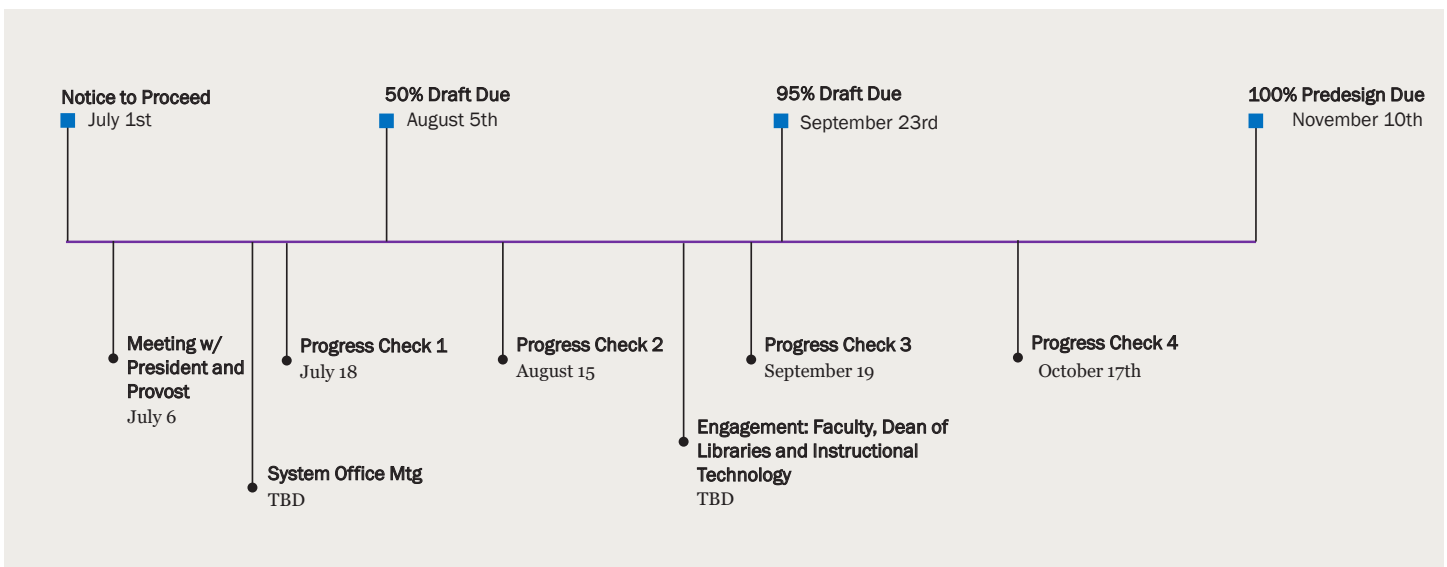 Notice to Proceed
July 1st
50% Draft Due
August 5th
95% Draft Due
September 23rd
100% Predesign Due
November 10th
Meeting w/
President and
Provost
July 6
System Office Mtg
TBD
Progress Check 1
July 18
Progress Check 2
August 15
Engagement: Faculty, Dean of
Libraries and Instructional
Technology
TBD
Progress Check 3
September 19
Progress Check 4
October 17th